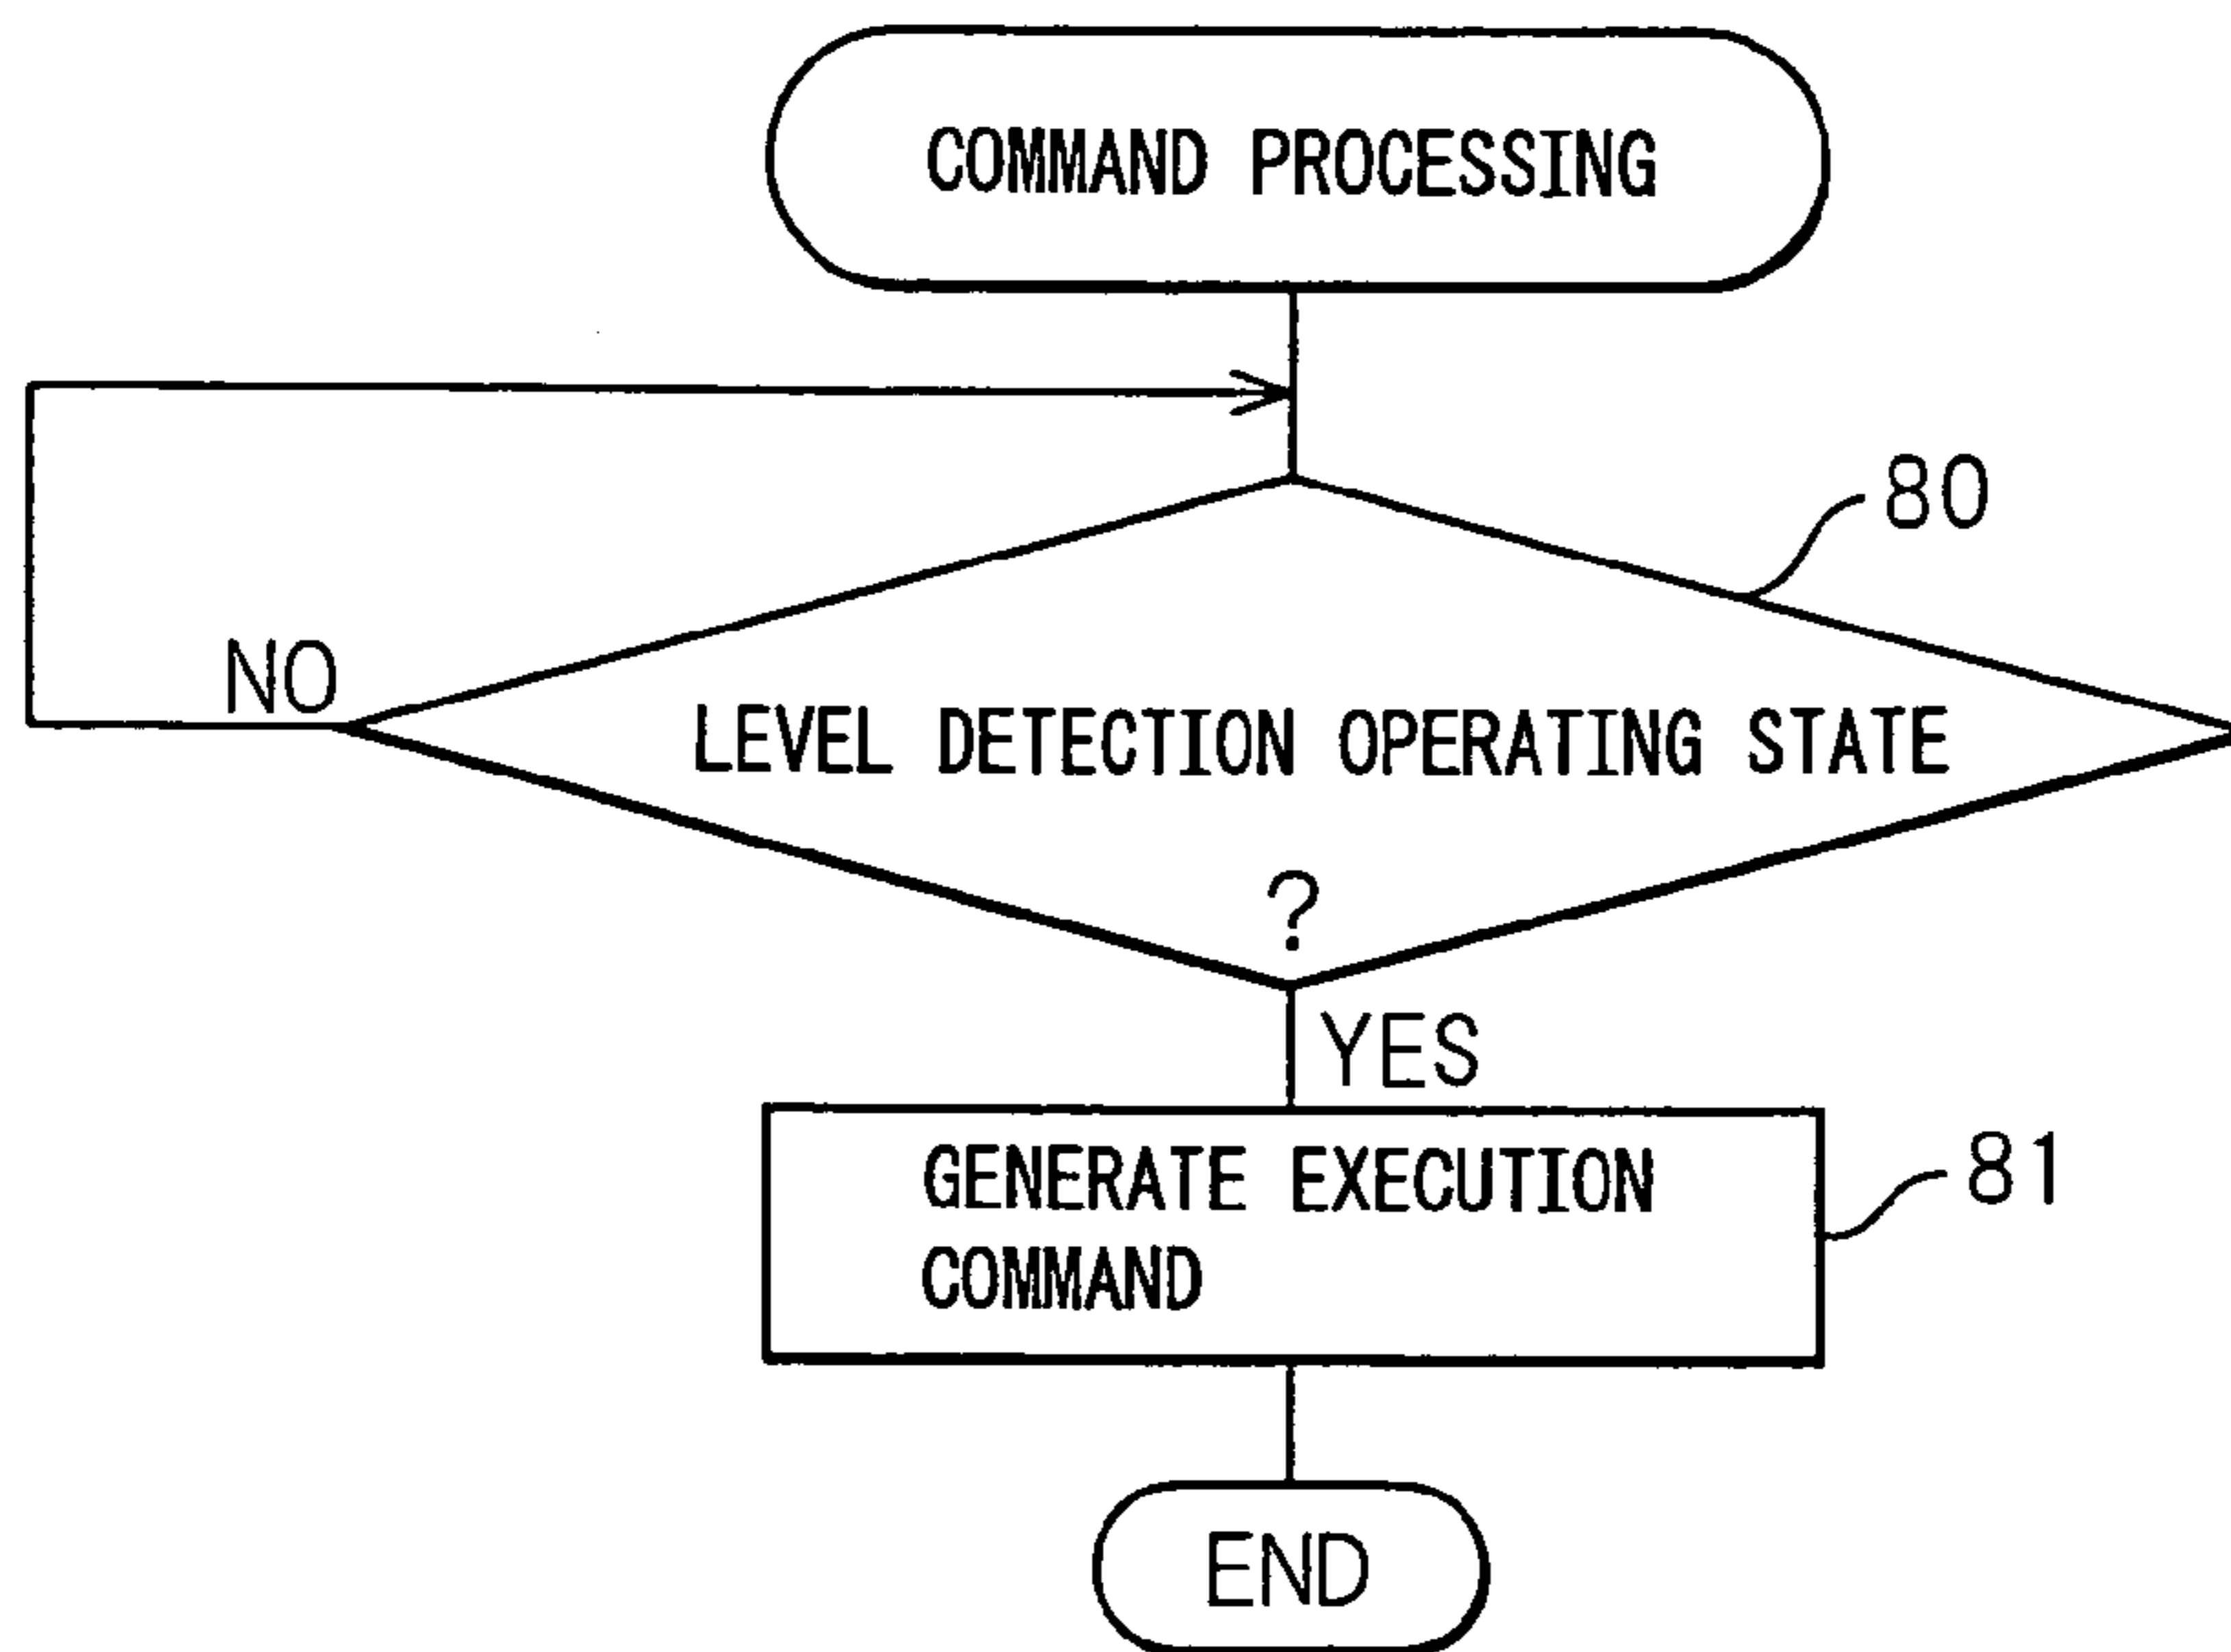 COMMAND PROCESSING
80
NO
LEVEL DETECTION OPERATING STATE
?
YES
GENERATE EXECUTION
COMMAND
81
END